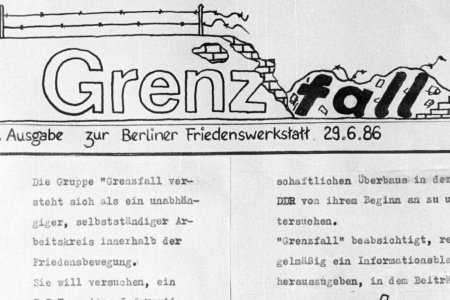 Grenzfall
Ausgabe zur Berliner Friedenswerkstatt 29.6.86
Die Gruppe "Grenzfall ver-
steht sich als ein unabhän-
giger, selbstständiger Ar-
beitskreis innerhalb der
Friedensbewegung.
Sie will versuchen, ein
schaftlichen Überbaus in der
DDR von ihrem Beginn an zu u
tersuchen.
"Grenzfall" beabsichtigt, re
gelmäßig ein Informationsbla
herauszugeben, in dem Beiträ